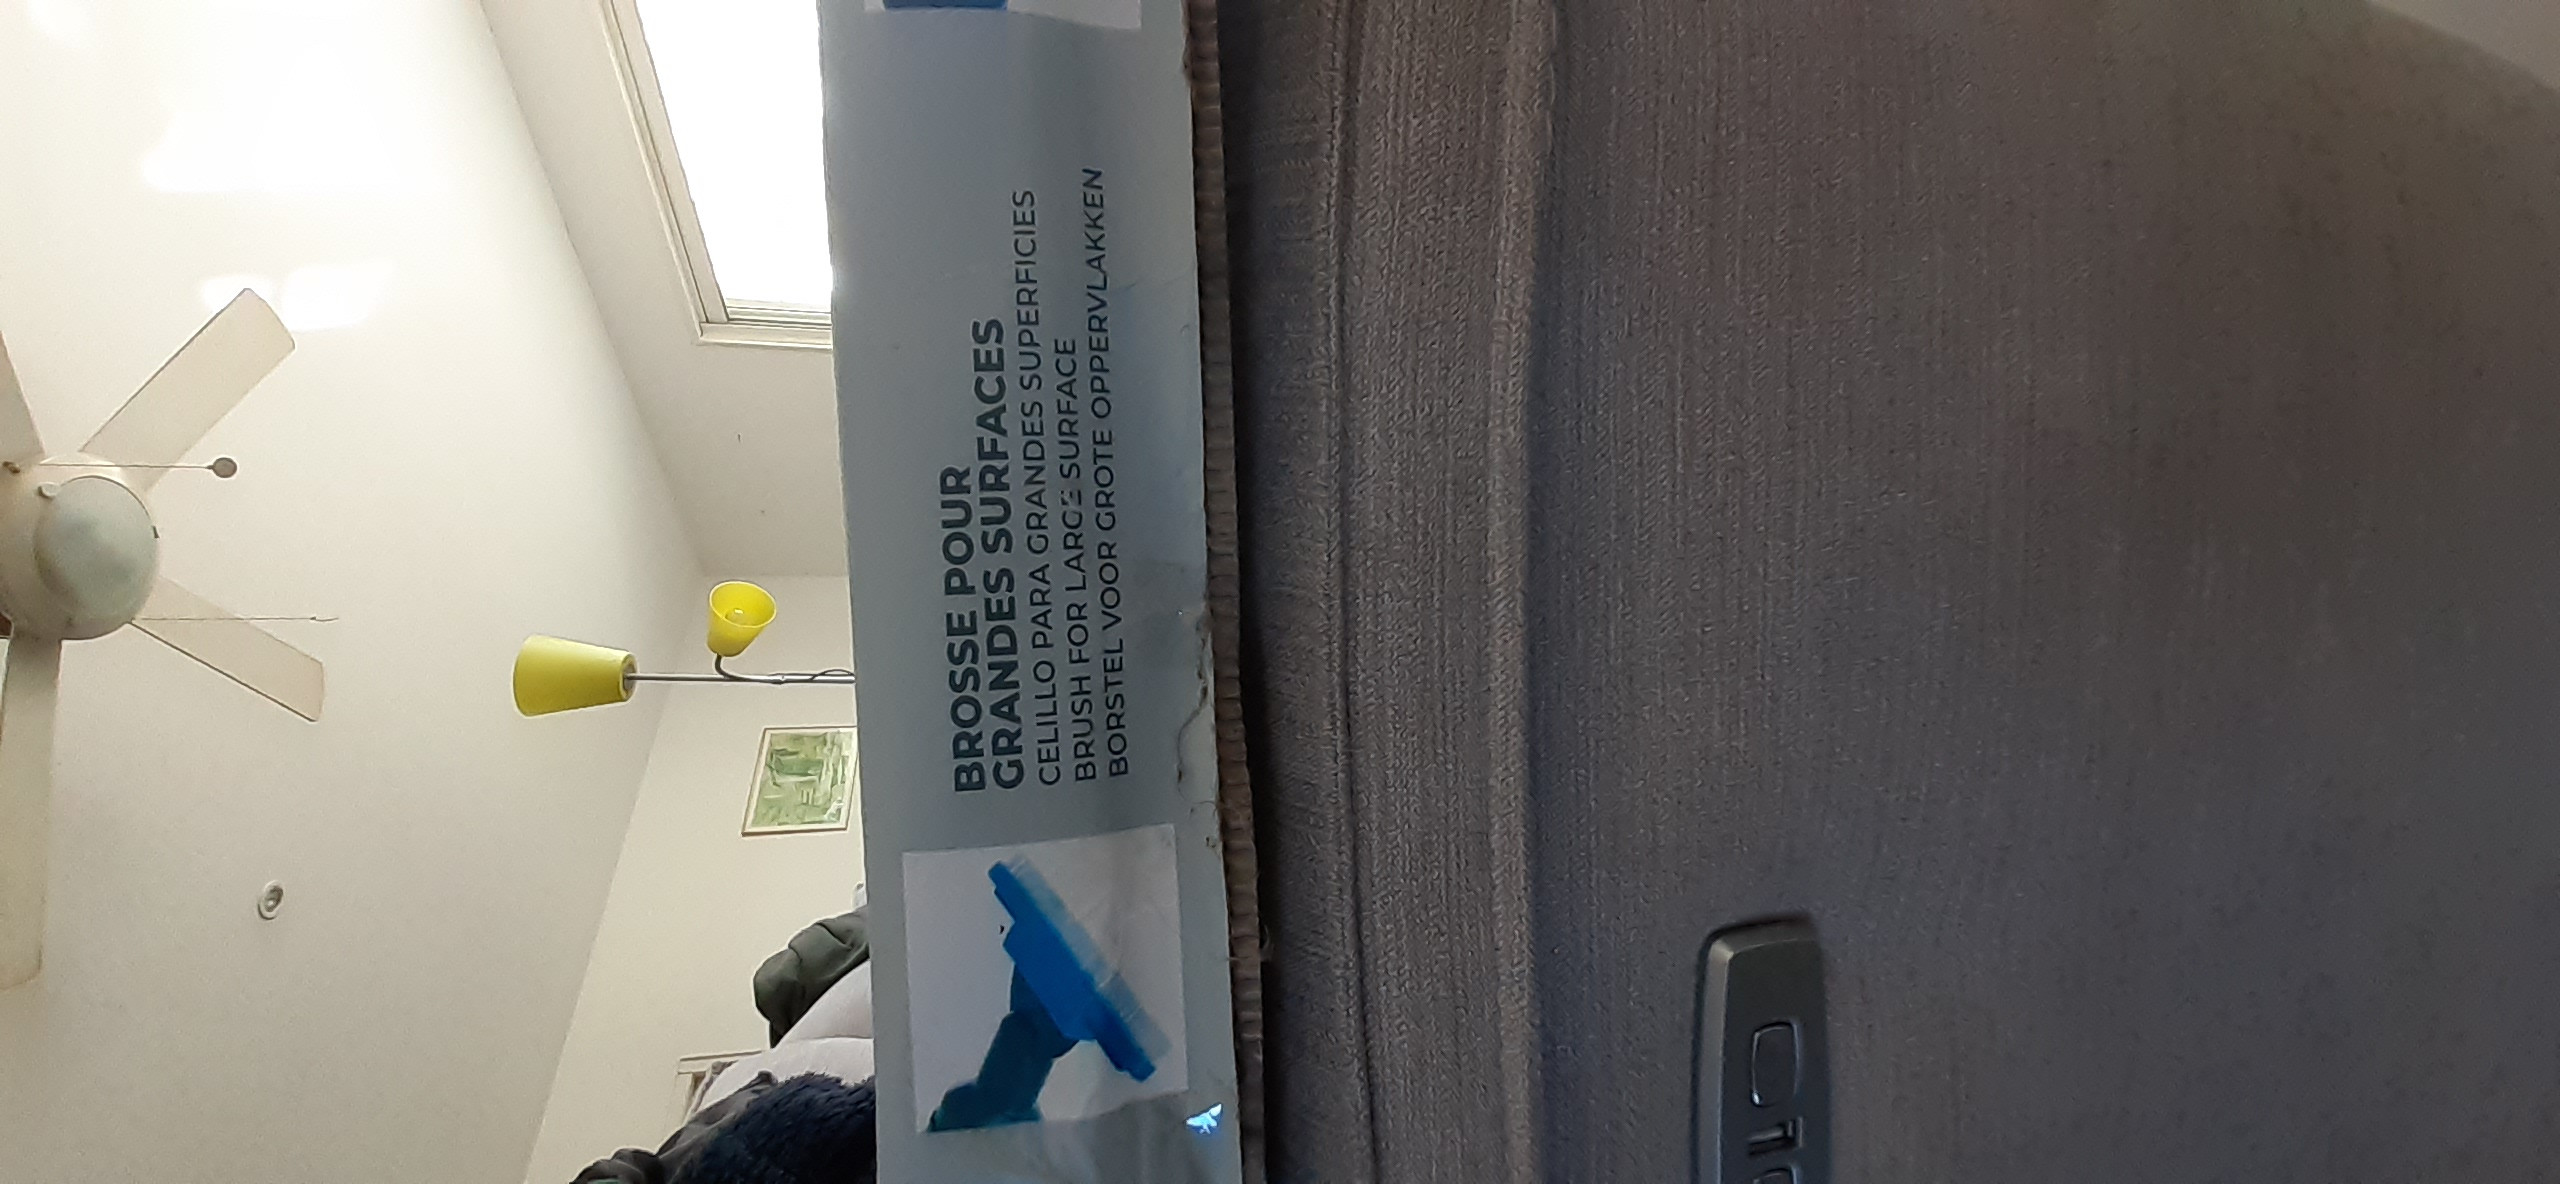 BROSSE POUR
GRANDES SURFACES
CELILLO PARA GRANDES SUPERFICIES
BRUSH FOR LARGE SURFACE
BORSTEL VOOR GROTE OPPERVLAKKEN